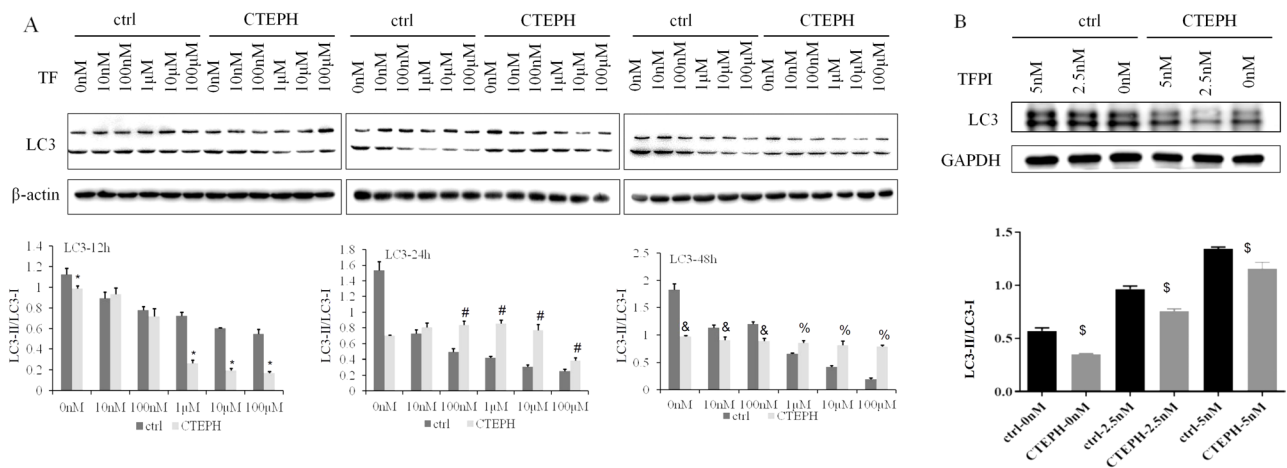 A
ctrl CTEPH ctrl CTEPH ctrl CTEPH
TF 0nM 10nM 100nM 1μM 10μM 100μM 0nM 10nM 100nM 1μM 10μM 100μM 0nM 10nM 100nM 1μM 10μM 100μM 0nM 10nM 100nM 1μM 10μM 100μM 0nM 10nM 100nM 1μM 10μM 100μM 0nM 10nM 100nM 1μM 10μM 100μM
LC3
β-actin
LC3-12h
LC3-II/LC3-I
1.4
1.2
1
0.8
0.6
0.4
0.2
0
* * * *
0nM 10nM 100nM 1μM 10μM 100μM
ctrl CTEPH
LC3-24h
LC3-II/LC3-I
1.8
1.6
1.4
1.2
1
0.8
0.6
0.4
0.2
0
# # # #
0nM 10nM 100nM 1μM 10μM 100μM
ctrl CTEPH
LC3-48h
LC3-II/LC3-I
2.5
2
1.5
1
0.5
0
& & & % % %
0nM 10nM 100nM 1μM 10μM 100μM
ctrl CTEPH
B
ctrl CTEPH
TFPI 5nM 2.5nM 0nM 5nM 2.5nM 0nM
LC3
GAPDH
LC3-II/LC3-I
1.5
1.0
0.5
0.0
$ $ $
ctrl-0nM CTEPH-0nM ctrl-2.5nM CTEPH-2.5nM ctrl-5nM CTEPH-5nM